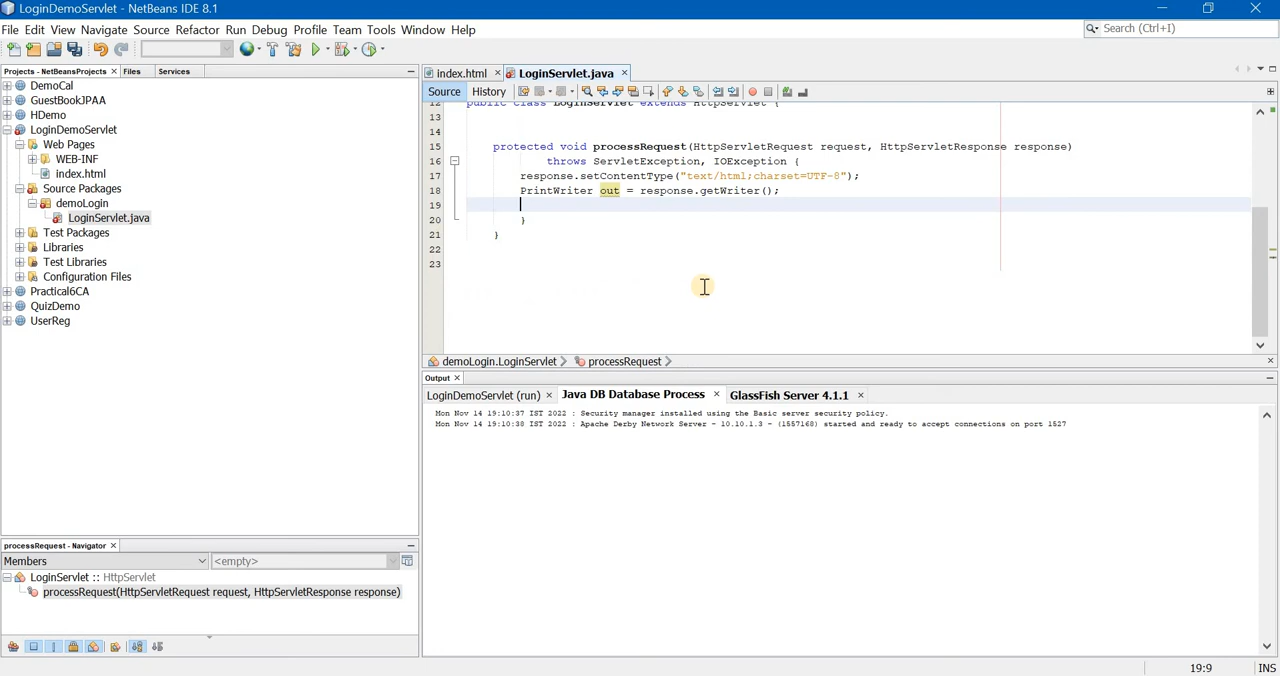 LoginDemoServlet - NetBeans IDE 8.1
File Edit View Navigate Source Refactor Run Debug Profile Team Tools Window Help
Search (Ctrl+I)
Projects - NetBeansProjects
Files
Services
DemoCal
GuestBookJPAA
HDemo
LoginDemoServlet
Web Pages
WEB-INF
index.html
Source Packages
demoLogin
LoginServlet.java
Test Packages
Libraries
Test Libraries
Configuration Files
Practical6CA
QuizDemo
UserReg
processRequest - Navigator
Members
<empty>
LoginServlet :: HttpServlet
processRequest(HttpServletRequest request, HttpServletResponse response)
index.html
LoginServlet.java
Source
History
12 public class LoginServlet extends HttpServlet {
13
14
15 protected void processRequest(HttpServletRequest request, HttpServletResponse response)
16 throws ServletException, IOException {
17 response.setContentType("text/html;charset=UTF-8");
18 PrintWriter out = response.getWriter();
19
20 }
21 }
22
23
demoLogin.LoginServlet
processRequest
Output
LoginDemoServlet (run)
Java DB Database Process
GlassFish Server 4.1.1
Mon Nov 14 19:10:37 IST 2022 : Security manager installed using the Basic server security policy.
Mon Nov 14 19:10:38 IST 2022 : Apache Derby Network Server - 10.10.1.3 - (1557168) started and ready to accept connections on port 1527
19:9
INS